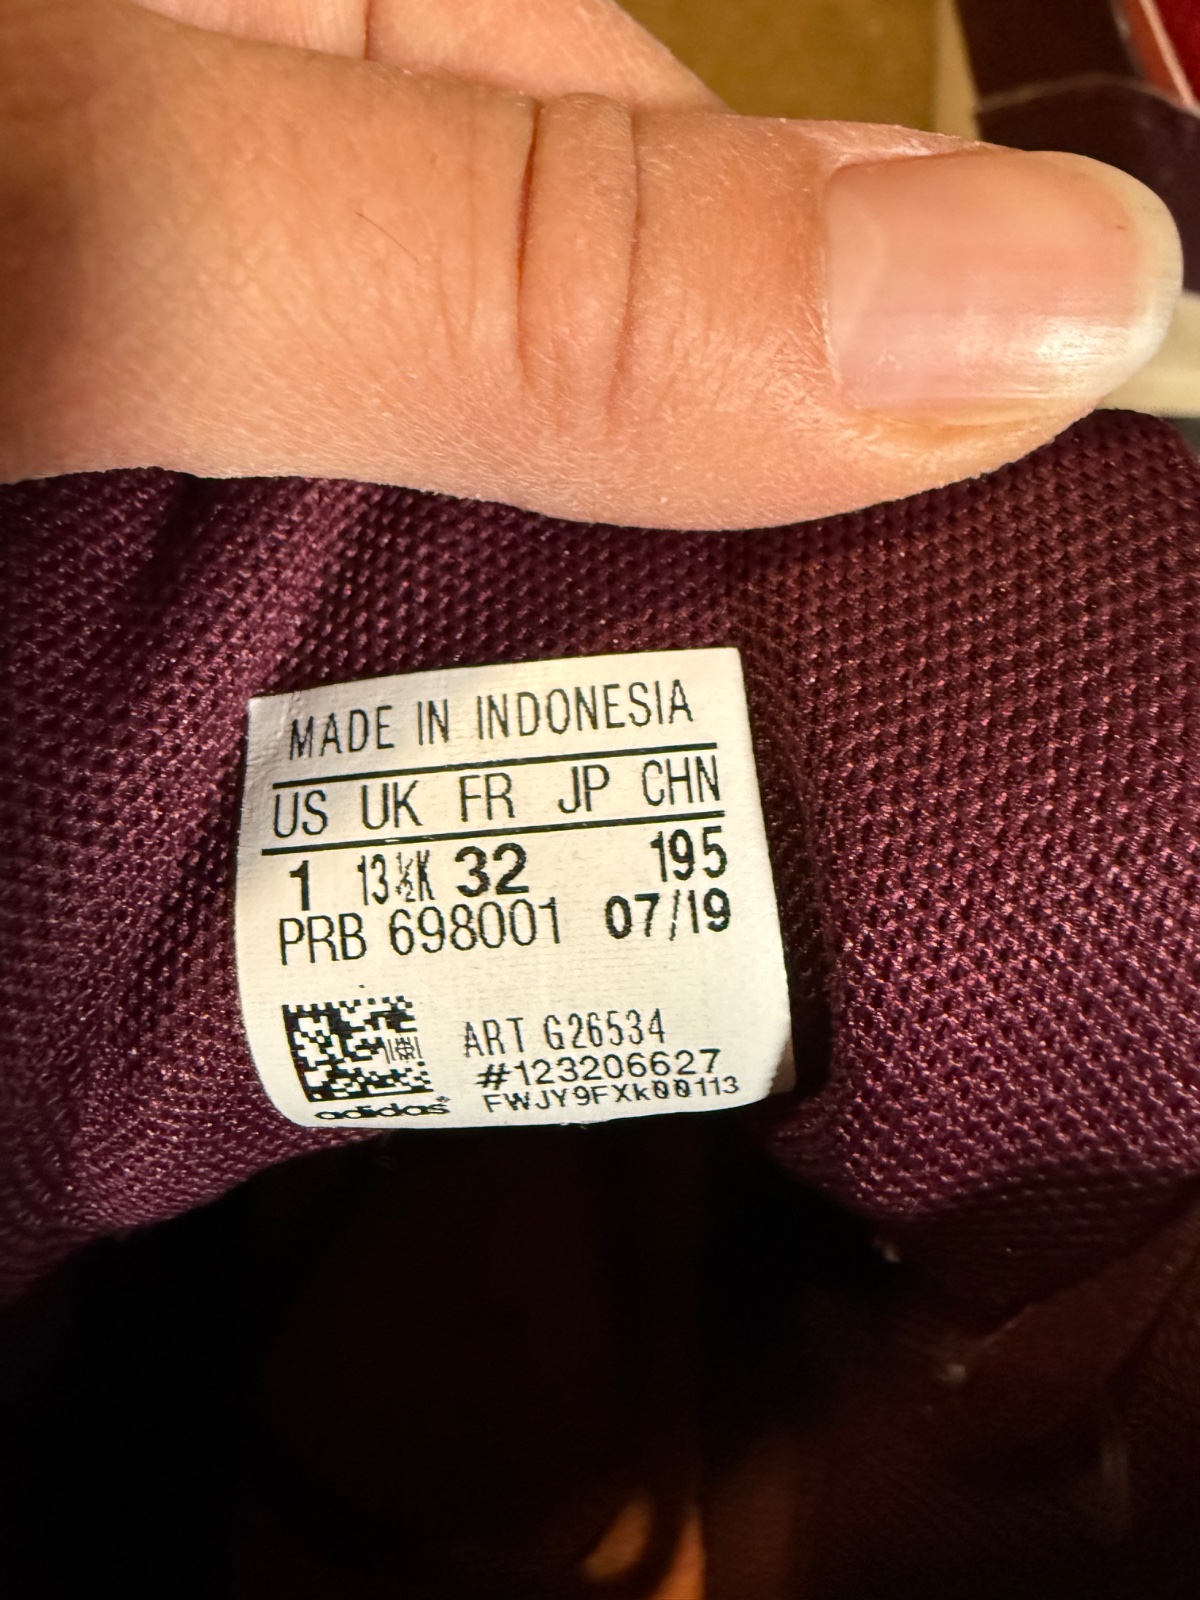 MADE IN INDONESIA
US UK FR JP CHN
1 13½K 32 195
PRB 698001 07/19
ART G26534
#123206627
FWJY9FXk00113
adidas®